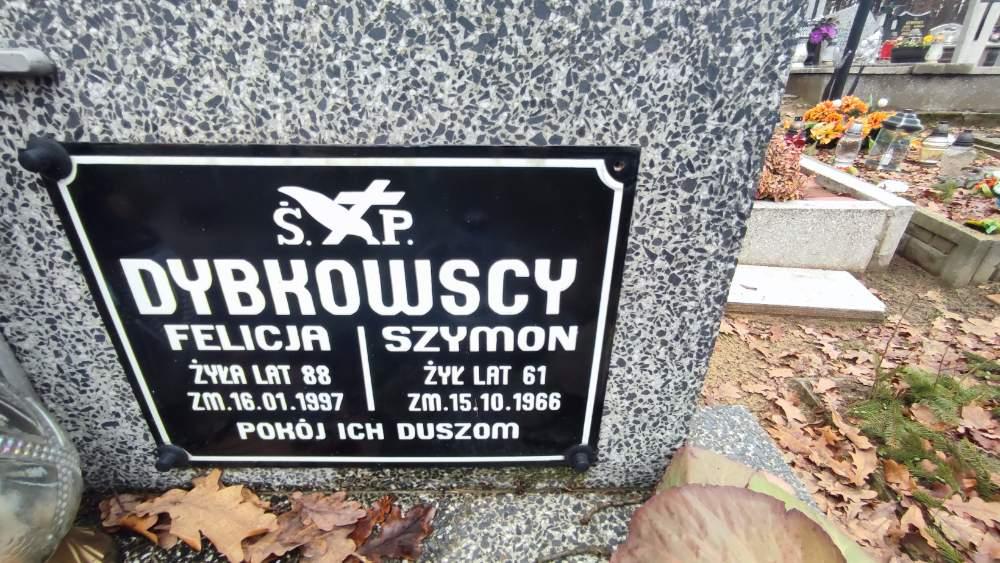 Ś. P.
DYBKOWSCY
FELICJA SZYMON
ŻYŁA LAT 88 ŻYŁ LAT 61
ZM.16.01.1997 ZM.15.10.1966
POKÓJ ICH DUSZOM